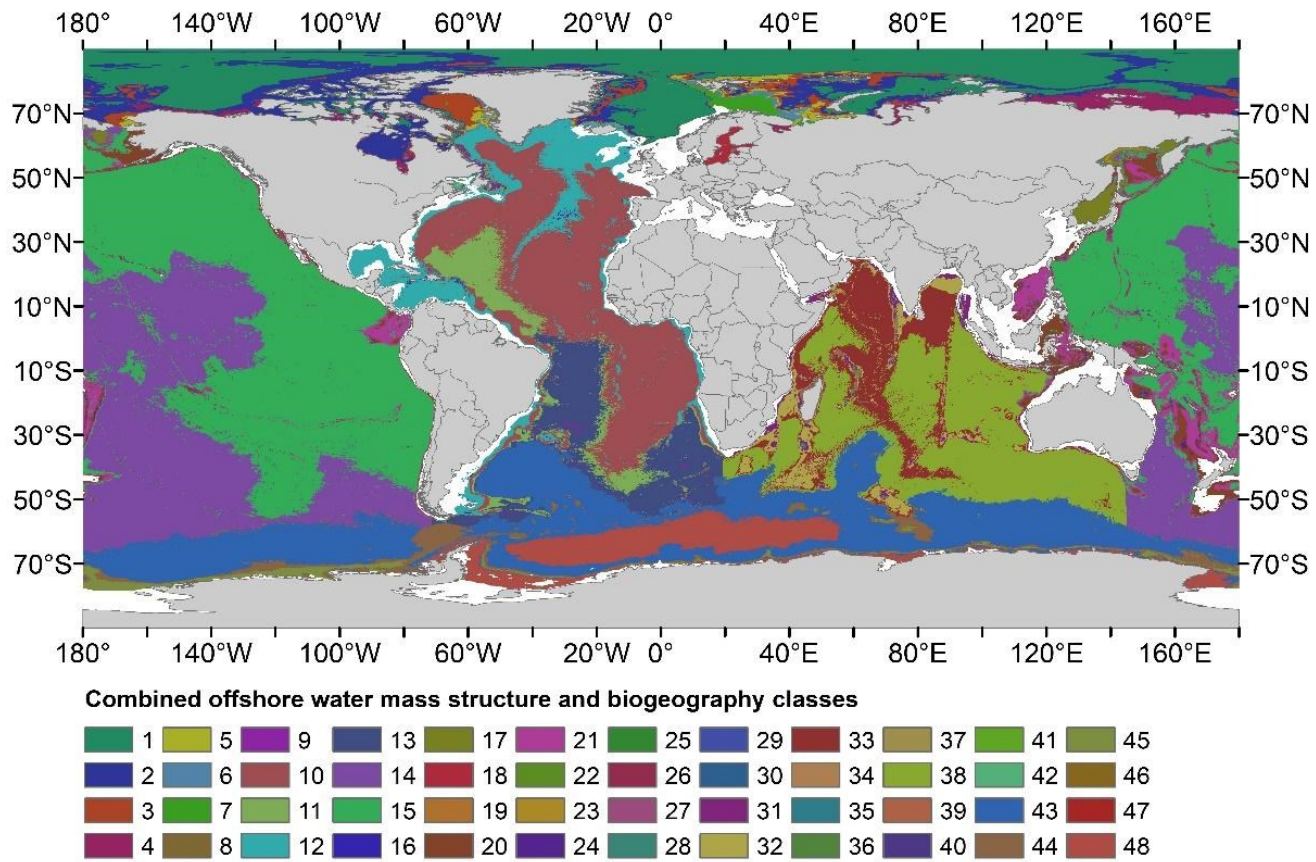 180° 140°W 100°W 60°W 20°W 0° 40°E 80°E 120°E 160°E
70°N 70°N
50°N 50°N
30°N 30°N
10°N 10°N
10°S 10°S
30°S 30°S
50°S 50°S
70°S 70°S
180° 140°W 100°W 60°W 20°W 0° 40°E 80°E 120°E 160°E
Combined offshore water mass structure and biogeography classes
1 5 9 13 17 21 25 29 33 37 41 45
2 6 10 14 18 22 26 30 34 38 42 46
3 7 11 15 19 23 27 31 35 39 43 47
4 8 12 16 20 24 28 32 36 40 44 48